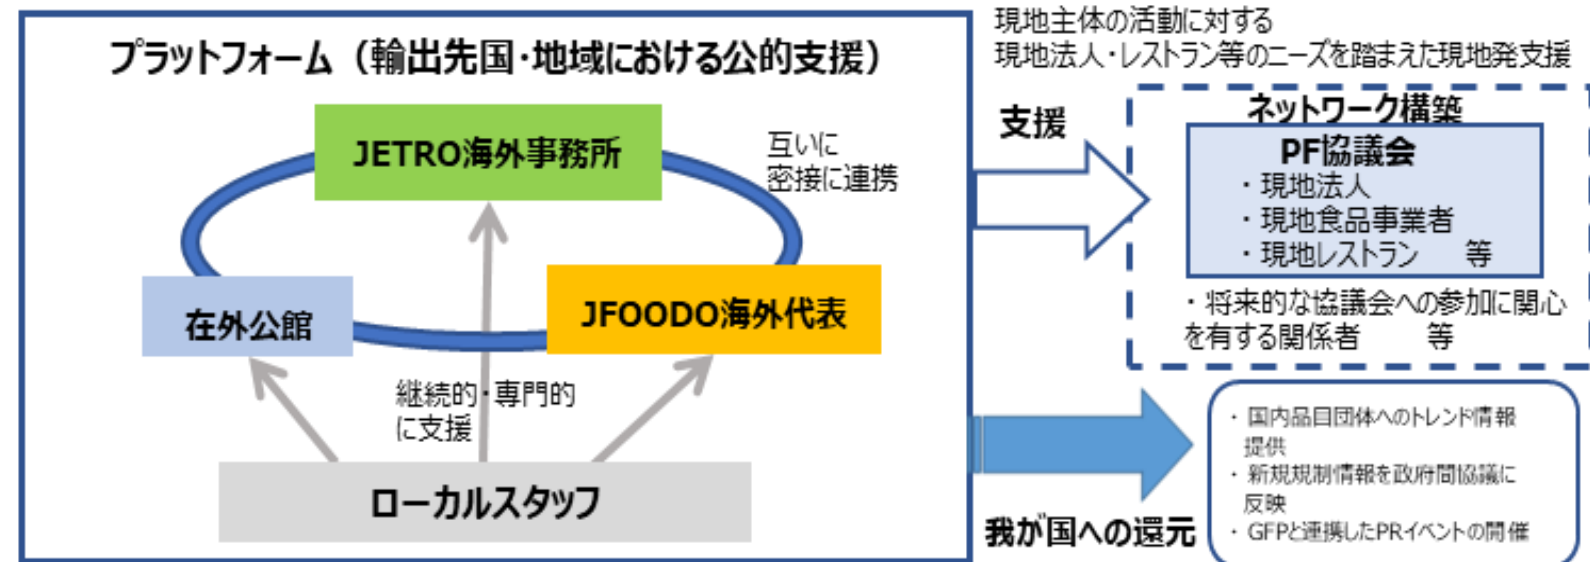 プラットフォーム（輸出先国・地域における公的支援）
JETRO海外事務所
互いに
密接に連携
在外公館
JFOODO海外代表
継続的・専門的
に支援
ローカルスタッフ
現地主体の活動に対する
現地法人・レストラン等のニーズを踏まえた現地発支援
支援
ネットワーク構築
PF協議会
・現地法人
・現地食品事業者
・現地レストラン　等
・将来的な協議会への参加に関心
を有する関係者　　等
我が国への還元
・国内品目団体へのトレンド情報
提供
・新規規制情報を政府間協議に
反映
・GFPと連携したPRイベントの開催